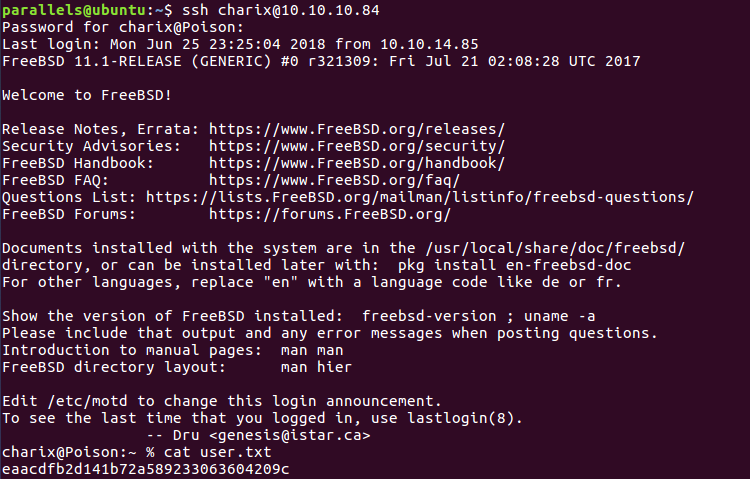 parallels@ubuntu:~$ ssh charix@10.10.10.84
Password for charix@Poison:
Last login: Mon Jun 25 23:25:04 2018 from 10.10.14.85
FreeBSD 11.1-RELEASE (GENERIC) #0 r321309: Fri Jul 21 02:08:28 UTC 2017

Welcome to FreeBSD!

Release Notes, Errata: https://www.FreeBSD.org/releases/
Security Advisories:   https://www.FreeBSD.org/security/
FreeBSD Handbook:      https://www.FreeBSD.org/handbook/
FreeBSD FAQ:           https://www.FreeBSD.org/faq/
Questions List: https://lists.FreeBSD.org/mailman/listinfo/freebsd-questions/
FreeBSD Forums:        https://forums.FreeBSD.org/

Documents installed with the system are in the /usr/local/share/doc/freebsd/
directory, or can be installed later with:  pkg install en-freebsd-doc
For other languages, replace "en" with a language code like de or fr.

Show the version of FreeBSD installed:  freebsd-version ; uname -a
Please include that output and any error messages when posting questions.
Introduction to manual pages:  man man
FreeBSD directory layout:      man hier

Edit /etc/motd to change this login announcement.
To see the last time that you logged in, use lastlogin(8).
                -- Dru <genesis@istar.ca>
charix@Poison:~ % cat user.txt
eaacdfb2d141b72a589233063604209c